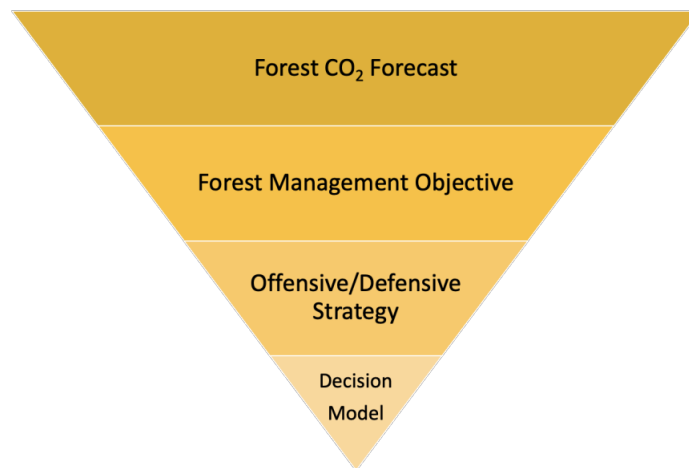 Forest CO₂ Forecast
Forest Management Objective
Offensive/Defensive
Strategy
Decision
Model